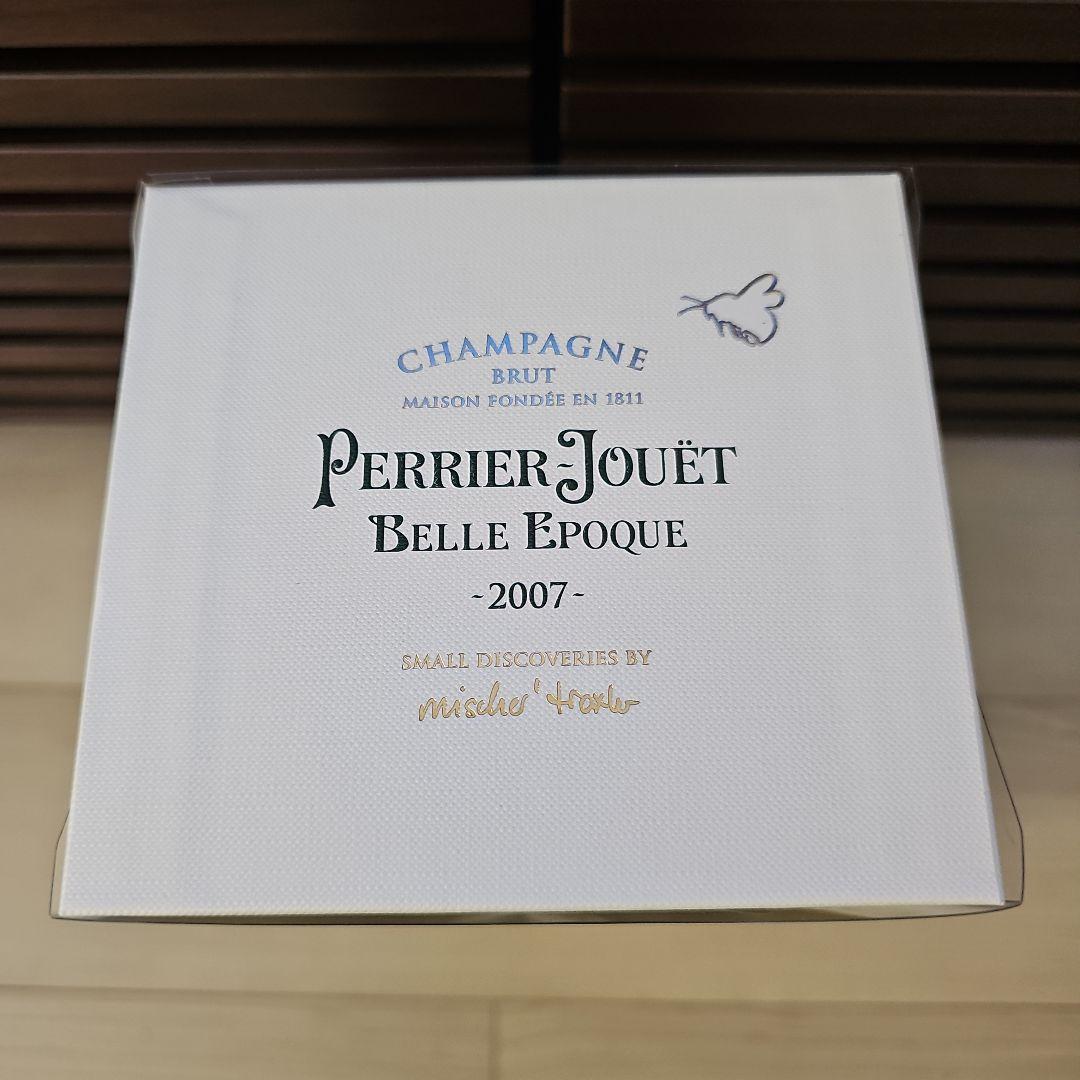 CHAMPAGNE
BRUT
MAISON FONDÉE EN 1811
PERRIER-JOUËT
BELLE EPOQUE
-2007-
SMALL DISCOVERIES BY
mischer'traxler